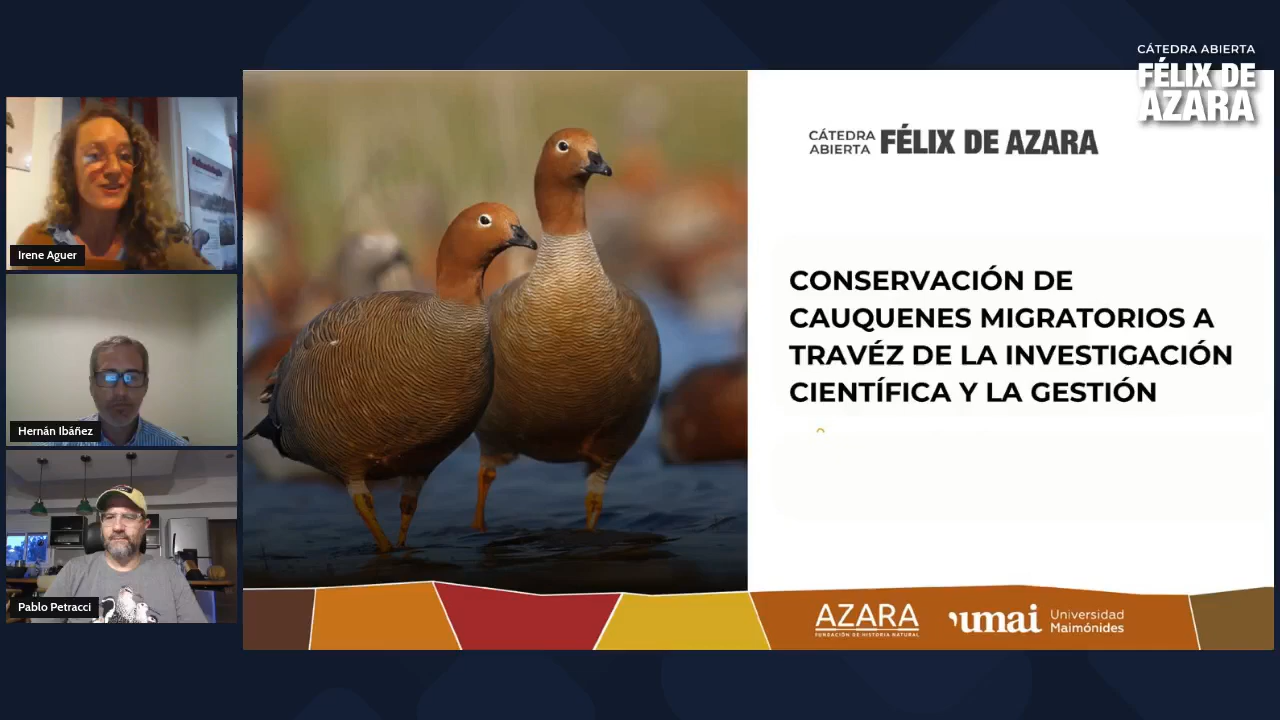 CÁTEDRA ABIERTA
FÉLIX DE
AZARA
Irene Aguer
Hernán Ibáñez
Pablo Petracci
CÁTEDRA
ABIERTA
FÉLIX DE AZARA
CONSERVACIÓN DE
CAUQUENES MIGRATORIOS A
TRAVÉZ DE LA INVESTIGACIÓN
CIENTÍFICA Y LA GESTIÓN
AZARA
FUNDACIÓN DE HISTORIA NATURAL
umai
Universidad
Maimónides